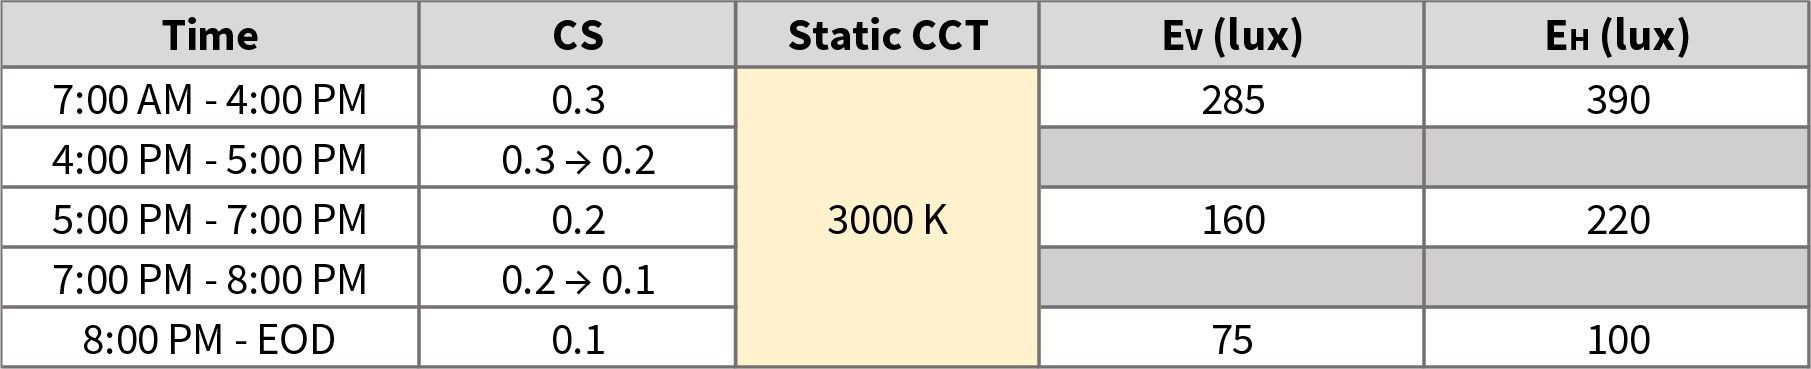 Time CS Static CCT EV (lux) EH (lux)
7:00 AM - 4:00 PM 0.3 285 390
4:00 PM - 5:00 PM 0.3 → 0.2
5:00 PM - 7:00 PM 0.2 3000 K 160 220
7:00 PM - 8:00 PM 0.2 → 0.1
8:00 PM - EOD 0.1 75 100